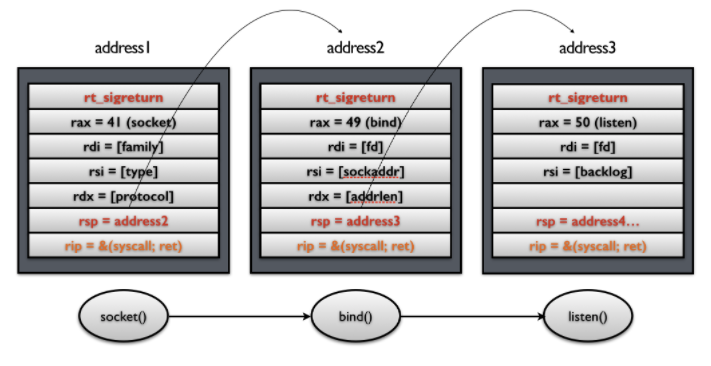 address1
address2
address3
rt_sigreturn
rax = 41 (socket)
rdi = [family]
rsi = [type]
rdx = [protocol]
rsp = address2
rip = &(syscall; ret)
rt_sigreturn
rax = 49 (bind)
rdi = [fd]
rsi = [sockaddr]
rdx = [addrlen]
rsp = address3
rip = &(syscall; ret)
rt_sigreturn
rax = 50 (listen)
rdi = [fd]
rsi = [backlog]
rsp = address4...
rip = &(syscall; ret)
socket()
bind()
listen()